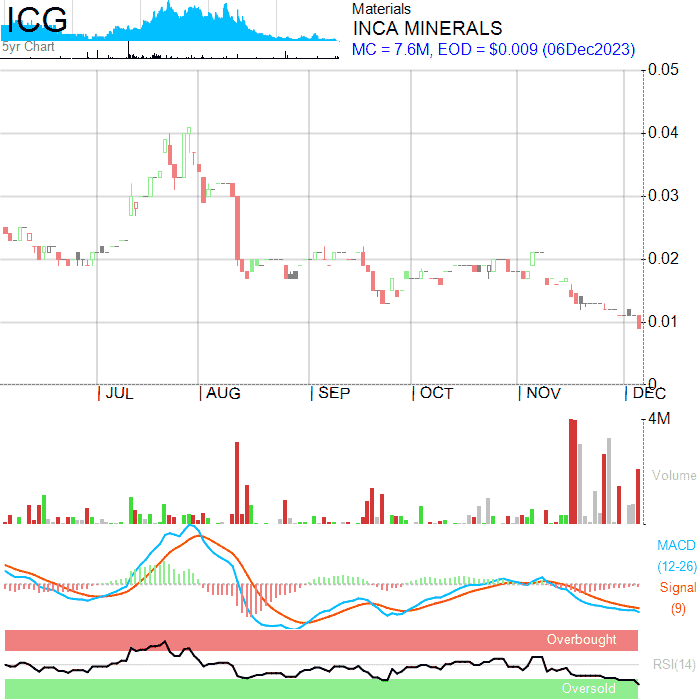 ICG
5yr Chart
Materials
INCA MINERALS
MC = 7.6M, EOD = $0.009 (06Dec2023)
0.05
0.04
0.03
0.02
0.01
0
JUL AUG SEP OCT NOV DEC
4M
Volume
MACD
(12-26)
Signal
(9)
Overbought
RSI(14)
Oversold